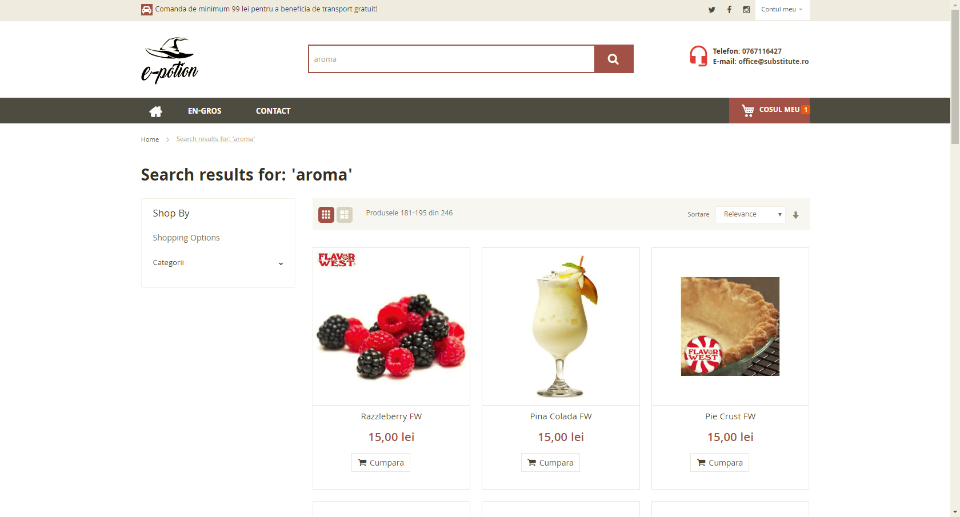 Comanda de minimum 99 lei pentru a beneficia de transport gratuit!
Contul meu
e-potion
aroma
Telefon: 0767116427
E-mail: office@substitute.ro
EN-GROS
CONTACT
COSUL MEU 1
Home
Search results for: 'aroma'
Search results for: 'aroma'
Shop By
Shopping Options
Categorii
Produsele 181-195 din 246
Sortare
Relevance
FLAVOR WEST
FLAVOR WEST
Razzleberry FW
Pina Colada FW
Pie Crust FW
15,00 lei
15,00 lei
15,00 lei
Cumpara
Cumpara
Cumpara